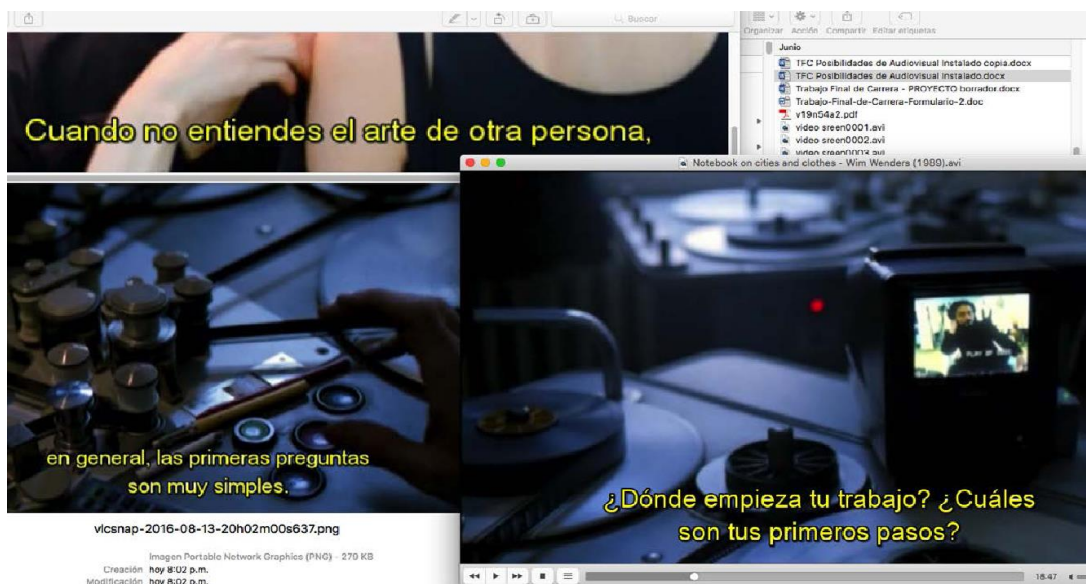 Buscar
Organizar Acción Compartir Editar etiquetas
Junio
TFC Posibilidades de Audiovisual Instalado copia.docx
TFC Posibilidades de Audiovisual Instalado.docx
Trabajo Final de Carrera - PROYECTO borrador.docx
Trabajo-Final-de-Carrera-Formulario-2.doc
v19n54a2.pdf
video sreen0001.avi
video sreen0002.avi
video sreen0003.avi
Cuando no entiendes el arte de otra persona,
Notebook on cities and clothes - Wim Wenders (1989).avi
en general, las primeras preguntas
son muy simples.
¿Dónde empieza tu trabajo? ¿Cuáles
son tus primeros pasos?
vlcsnap-2016-08-13-20h02m00s637.png
Imagen Portable Network Graphics (PNG) - 270 KB
Creación hoy 8:02 p.m.
Modificación hoy 8:02 p.m.
16:47